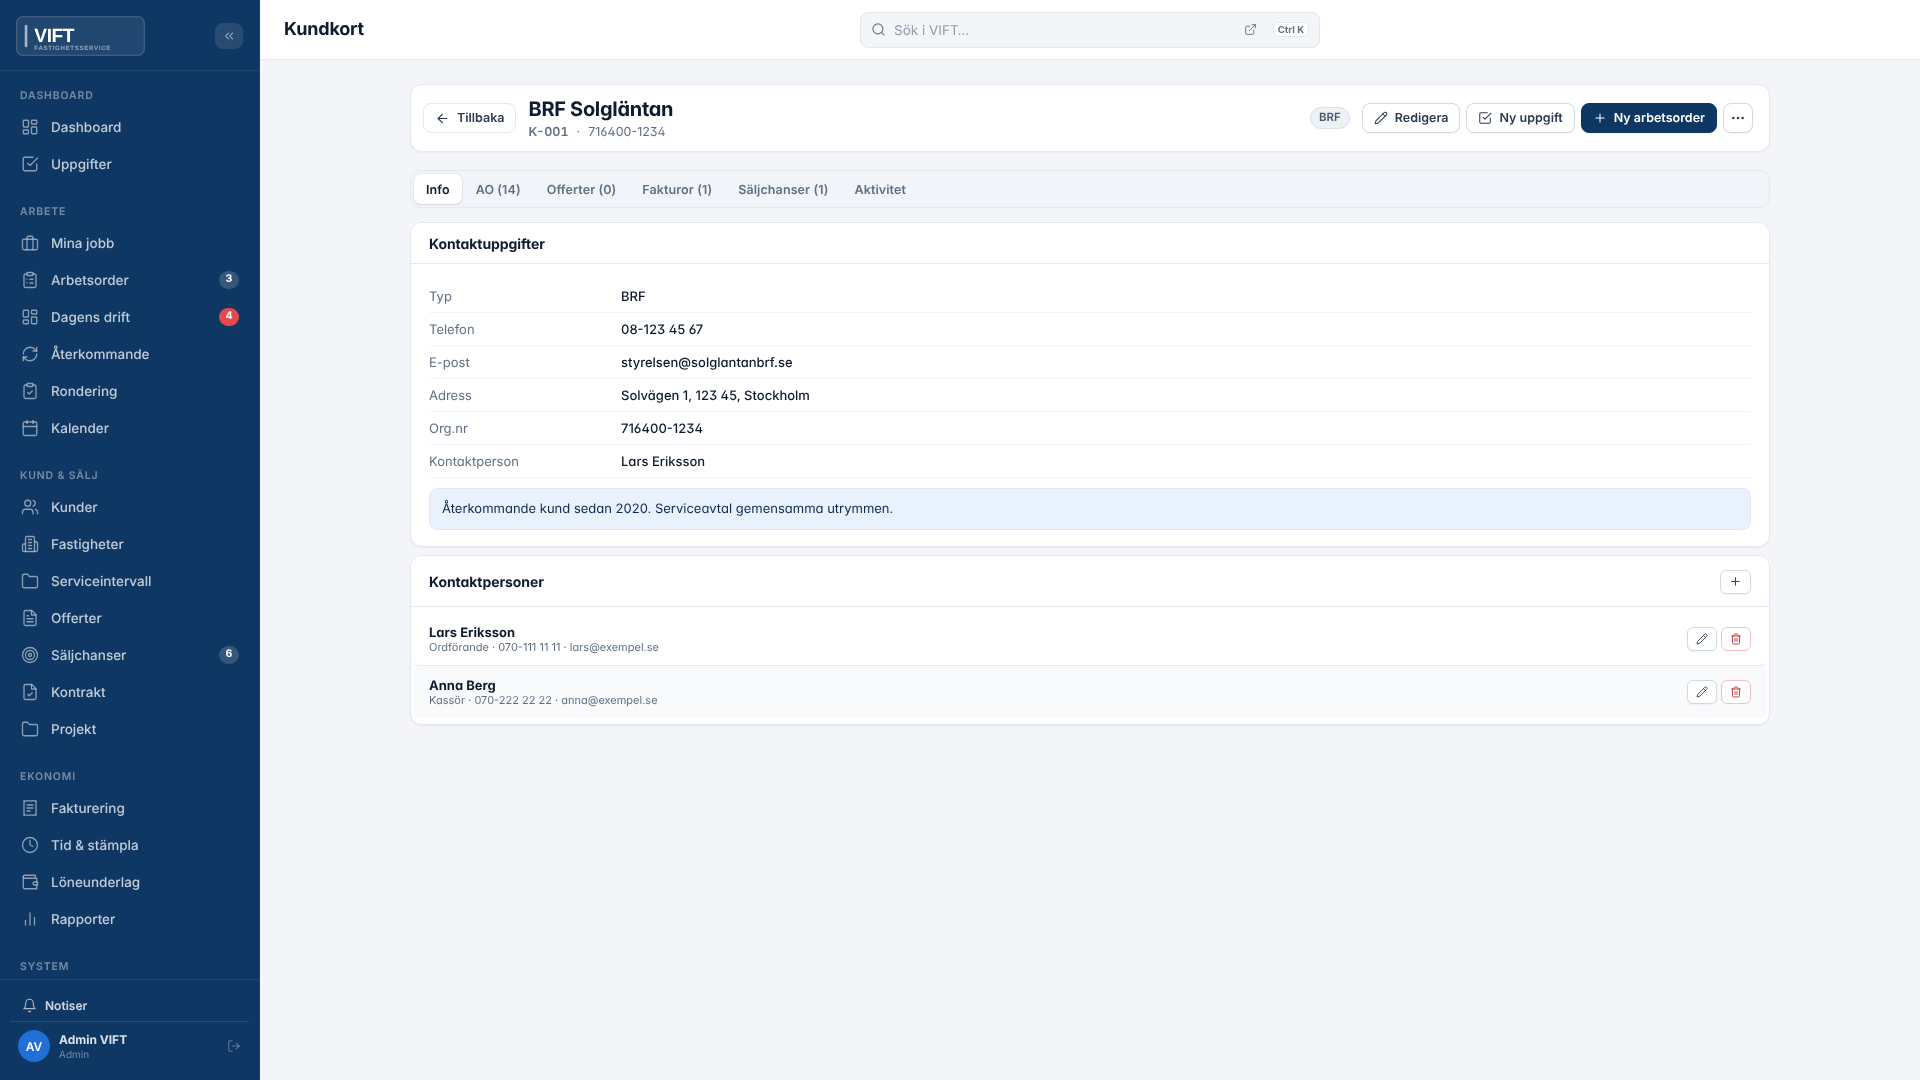 VIFT
FASTIGHETSSERVICE
DASHBOARD
Dashboard
Uppgifter
ARBETE
Mina jobb
Arbetsorder 3
Dagens drift 4
Återkommande
Rondering
Kalender
KUND & SÄLJ
Kunder
Fastigheter
Serviceintervall
Offerter
Säljchanser 6
Kontrakt
Projekt
EKONOMI
Fakturering
Tid & stämpla
Löneunderlag
Rapporter
SYSTEM
Notiser
AV
Admin VIFT
Admin
Kundkort
Sök i VIFT... Ctrl K
Tillbaka
BRF Solgläntan
K-001 · 716400-1234
BRF Redigera Ny uppgift Ny arbetsorder
Info AO (14) Offerter (0) Fakturor (1) Säljchanser (1) Aktivitet
Kontaktuppgifter
Typ BRF
Telefon 08-123 45 67
E-post styrelsen@solglantanbrf.se
Adress Solvägen 1, 123 45, Stockholm
Org.nr 716400-1234
Kontaktperson Lars Eriksson
Återkommande kund sedan 2020. Serviceavtal gemensamma utrymmen.
Kontaktpersoner
Lars Eriksson
Ordförande · 070-111 11 11 · lars@exempel.se
Anna Berg
Kassör · 070-222 22 22 · anna@exempel.se